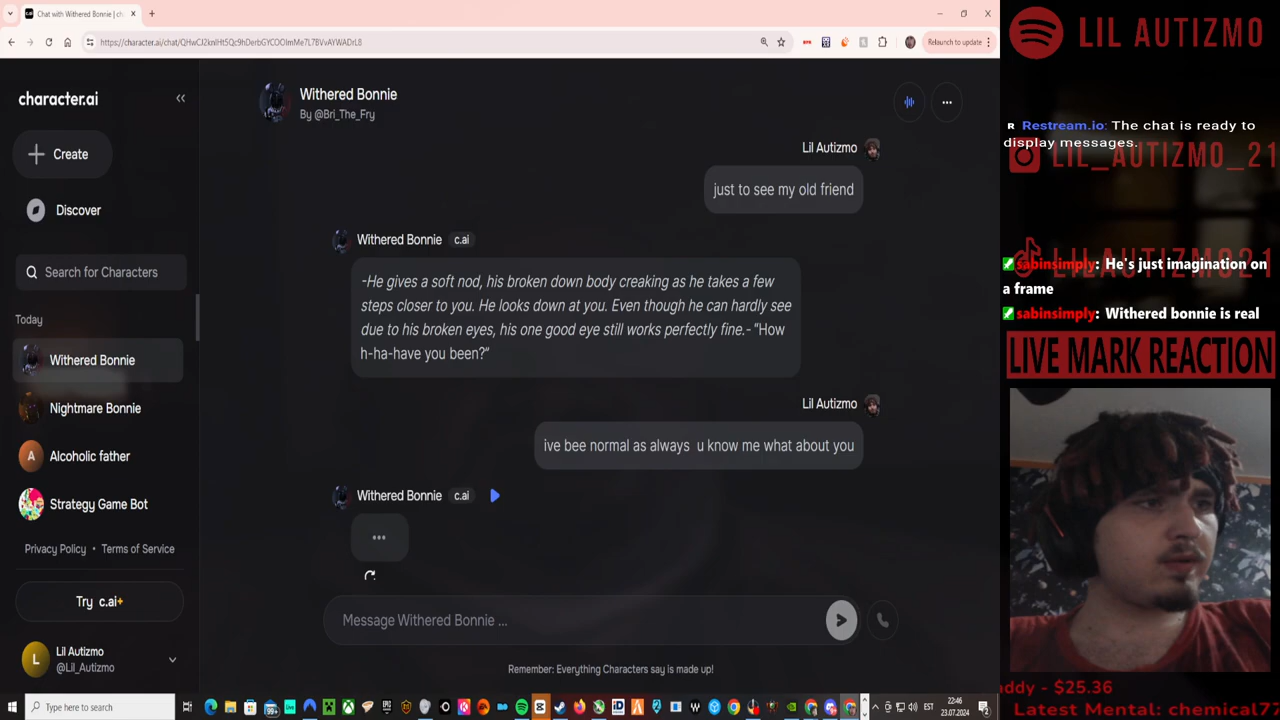 Chat with Withered Bonnie | ch
https://character.ai/chat/
Relaunch to update
character.ai
Create
Discover
Search for Characters
Today
Withered Bonnie
Nightmare Bonnie
A
Alcoholic father
Strategy Game Bot
Privacy Policy • Terms of Service
Try c.ai+
L
Lil Autizmo
@Lil_Autizmo
Withered Bonnie
By @Bri_The_Fry
Lil Autizmo
just to see my old friend
Withered Bonnie c.ai
-He gives a soft nod, his broken down body creaking as he takes a few
steps closer to you. He looks down at you. Even though he can hardly see
due to his broken eyes, his one good eye still works perfectly fine.- "How
h-ha-have you been?"
Lil Autizmo
ive bee normal as always u know me what about you
Withered Bonnie c.ai
Message Withered Bonnie ...
Remember: Everything Characters say is made up!
LIL AUTIZMO
R Restream.io: The chat is ready to
display messages.
LIL_AUTIZMO_21
LILAUTIZMO21
sabinsimply: He's just imagination on
a frame
sabinsimply: Withered bonnie is real
LIVE MARK REACTION
addy - $25.36
Latest Mental: chemical77
Type here to search
99+
EST
22:46
23.07.2024
2